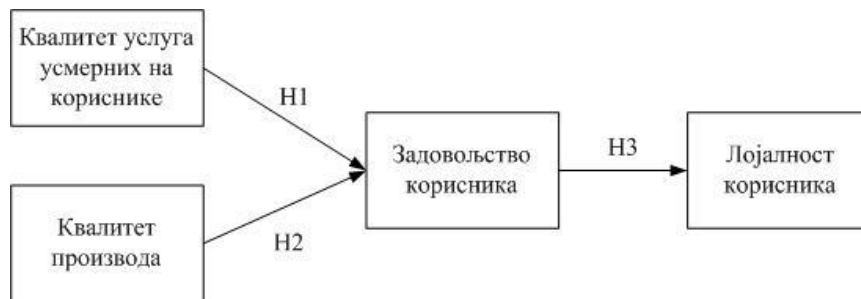 Квалитет услуга
усмерних на
кориснике
H1
Задовољство
корисника
H3
Лојалност
корисника
Квалитет
производа
H2